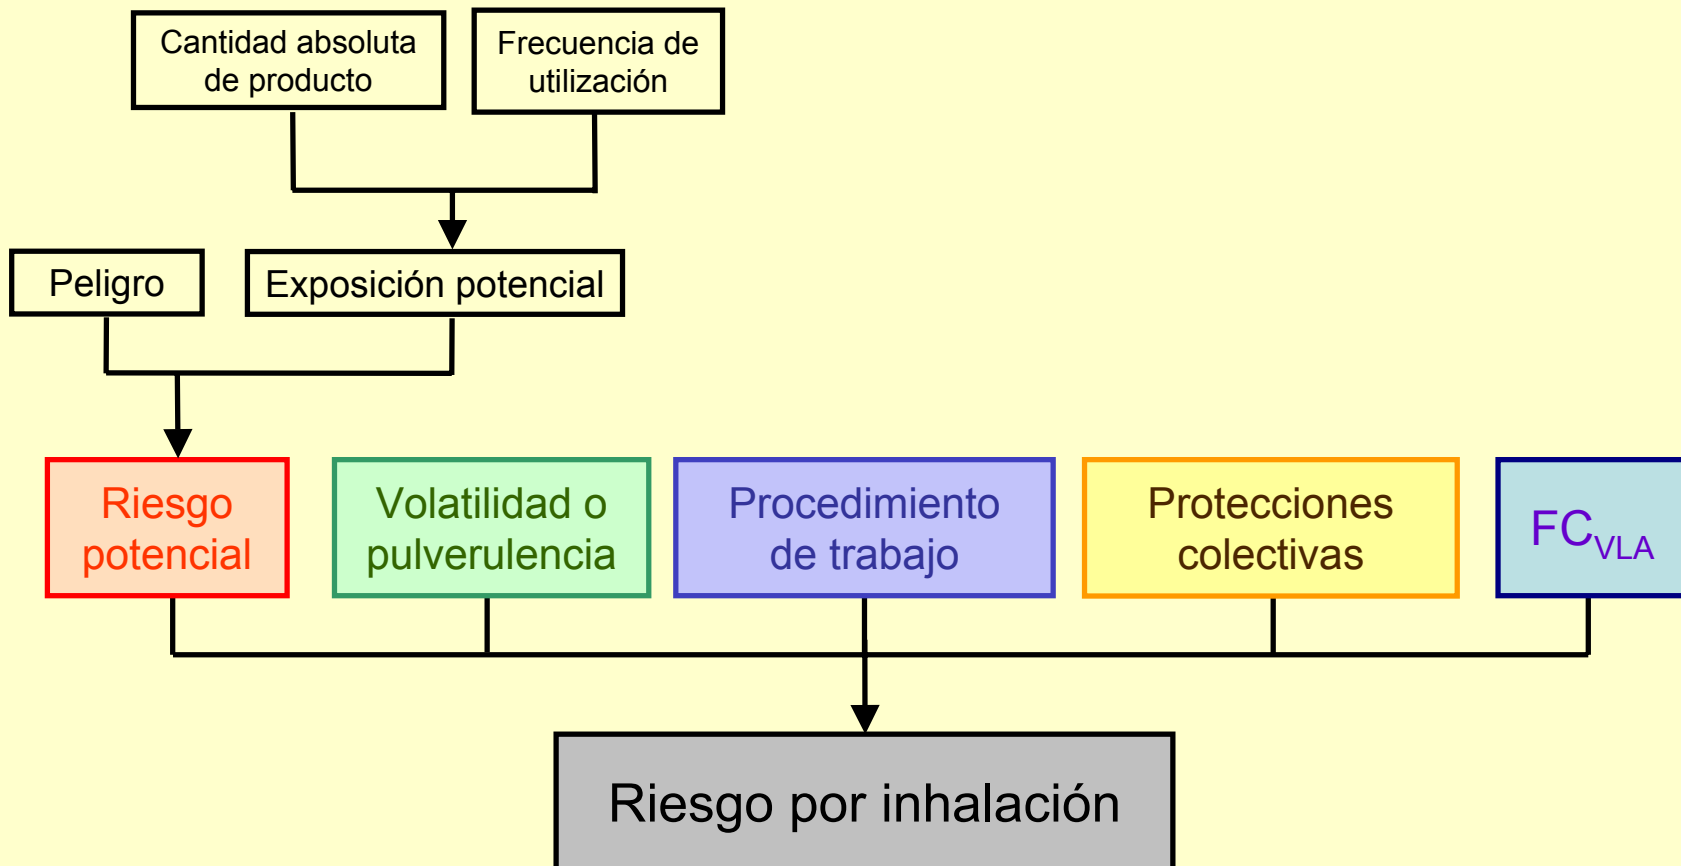 Cantidad absoluta
de producto
Frecuencia de
utilización
Peligro
Exposición potencial
Riesgo
potencial
Volatilidad o
pulverulencia
Procedimiento
de trabajo
Protecciones
colectivas
FC_VLA
Riesgo por inhalación